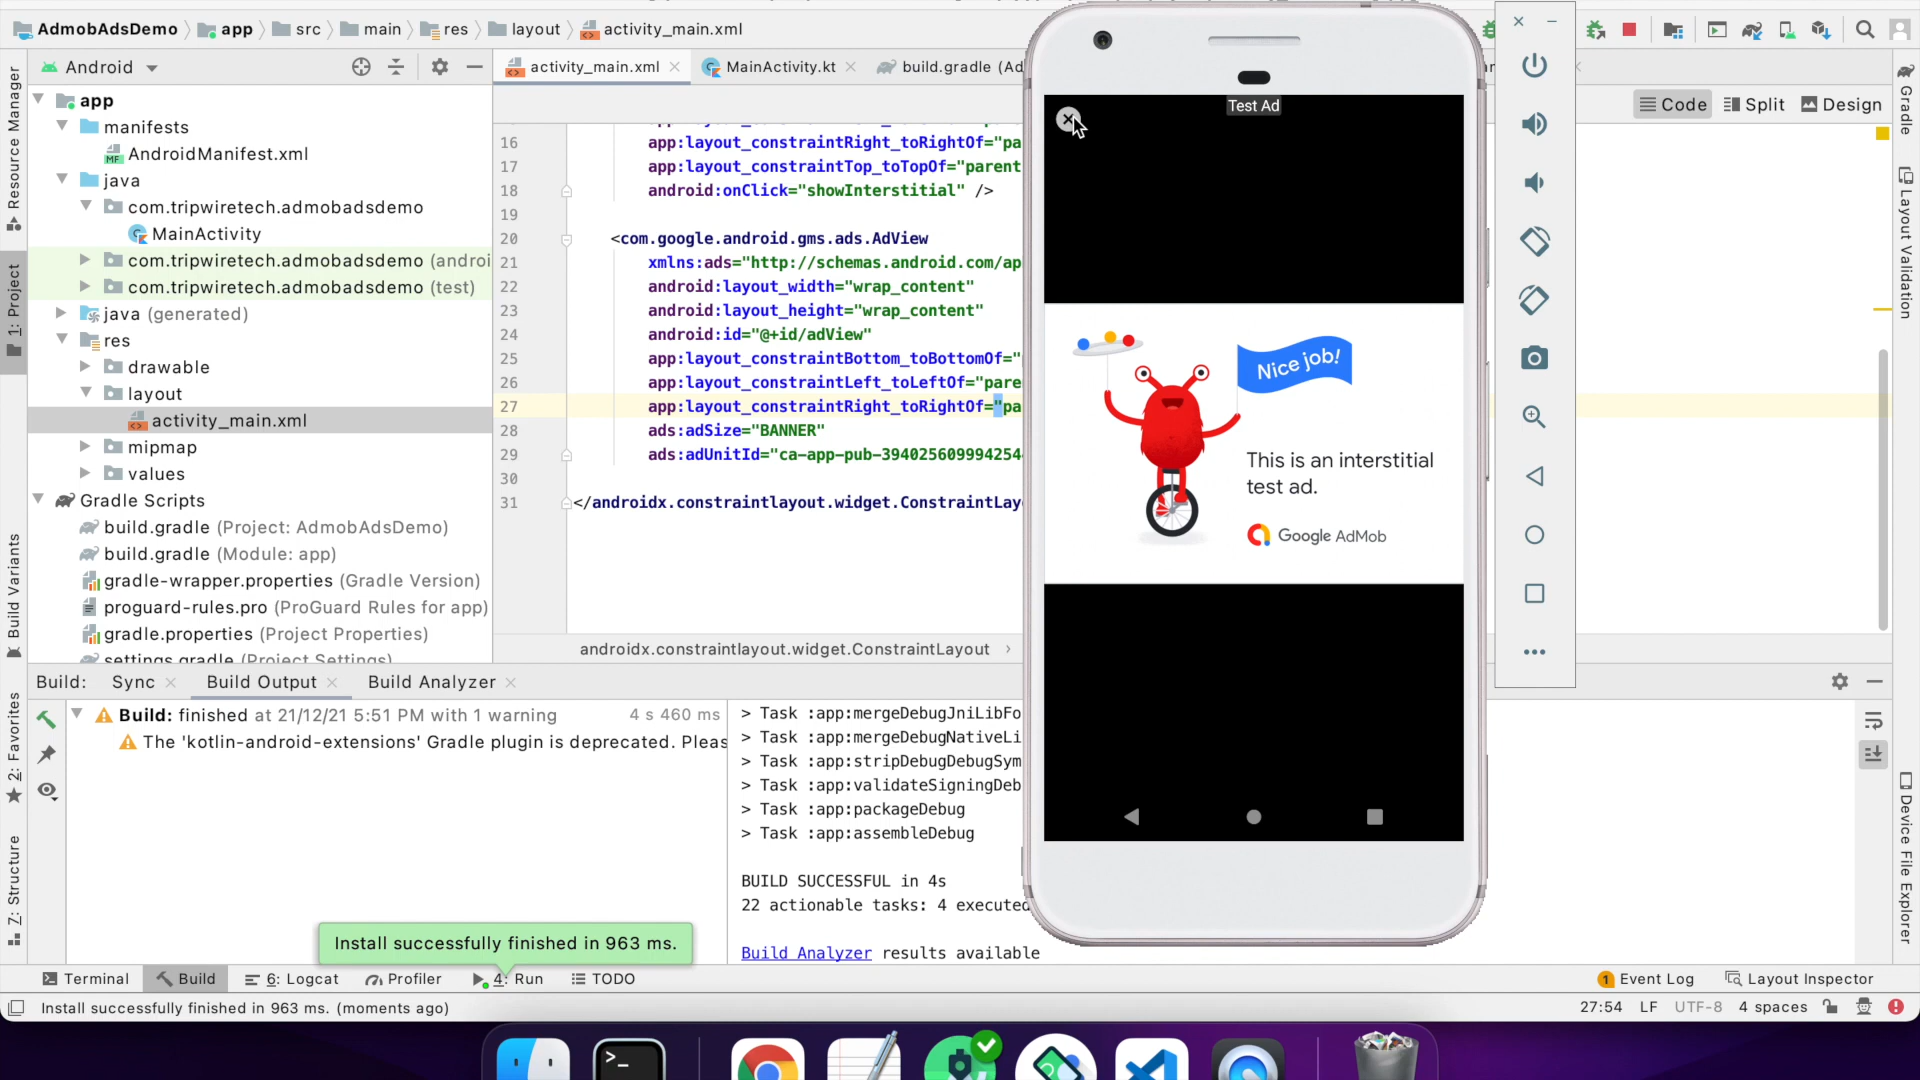 AdmobAdsDemo app src main res layout activity_main.xml
Android
activity_main.xml MainActivity.kt build.gradle (Ad
Code Split Design
Resource Manager
1: Project
Build Variants
2: Favorites
7: Structure
app
manifests
AndroidManifest.xml
java
com.tripwiretech.admobadsdemo
MainActivity
com.tripwiretech.admobadsdemo (androi
com.tripwiretech.admobadsdemo (test)
java (generated)
res
drawable
layout
activity_main.xml
mipmap
values
Gradle Scripts
build.gradle (Project: AdmobAdsDemo)
build.gradle (Module: app)
gradle-wrapper.properties (Gradle Version)
proguard-rules.pro (ProGuard Rules for app)
gradle.properties (Project Properties)
settings.gradle (Project Settings)
16 app:layout_constraintRight_toRightOf="pa
17 app:layout_constraintTop_toTopOf="parent
18 android:onClick="showInterstitial" />
19
20 <com.google.android.gms.ads.AdView
21 xmlns:ads="http://schemas.android.com/ap
22 android:layout_width="wrap_content"
23 android:layout_height="wrap_content"
24 android:id="@+id/adView"
25 app:layout_constraintBottom_toBottomOf="
26 app:layout_constraintLeft_toLeftOf="pare
27 app:layout_constraintRight_toRightOf="pa
28 ads:adSize="BANNER"
29 ads:adUnitId="ca-app-pub-394025609994254
30
31 </androidx.constraintlayout.widget.ConstraintLay
androidx.constraintlayout.widget.ConstraintLayout
Test Ad
Nice job!
This is an interstitial
test ad.
Google AdMob
Gradle
Layout Validation
Device File Explorer
Build: Sync Build Output Build Analyzer
Build: finished at 21/12/21 5:51 PM with 1 warning 4 s 460 ms
The 'kotlin-android-extensions' Gradle plugin is deprecated. Pleas
> Task :app:mergeDebugJniLibFo
> Task :app:mergeDebugNativeLi
> Task :app:stripDebugDebugSym
> Task :app:validateSigningDeb
> Task :app:packageDebug
> Task :app:assembleDebug
BUILD SUCCESSFUL in 4s
22 actionable tasks: 4 executed
Build Analyzer results available
Install successfully finished in 963 ms.
Terminal Build 6: Logcat Profiler 4: Run TODO
1 Event Log Layout Inspector
Install successfully finished in 963 ms. (moments ago)
27:54 LF UTF-8 4 spaces